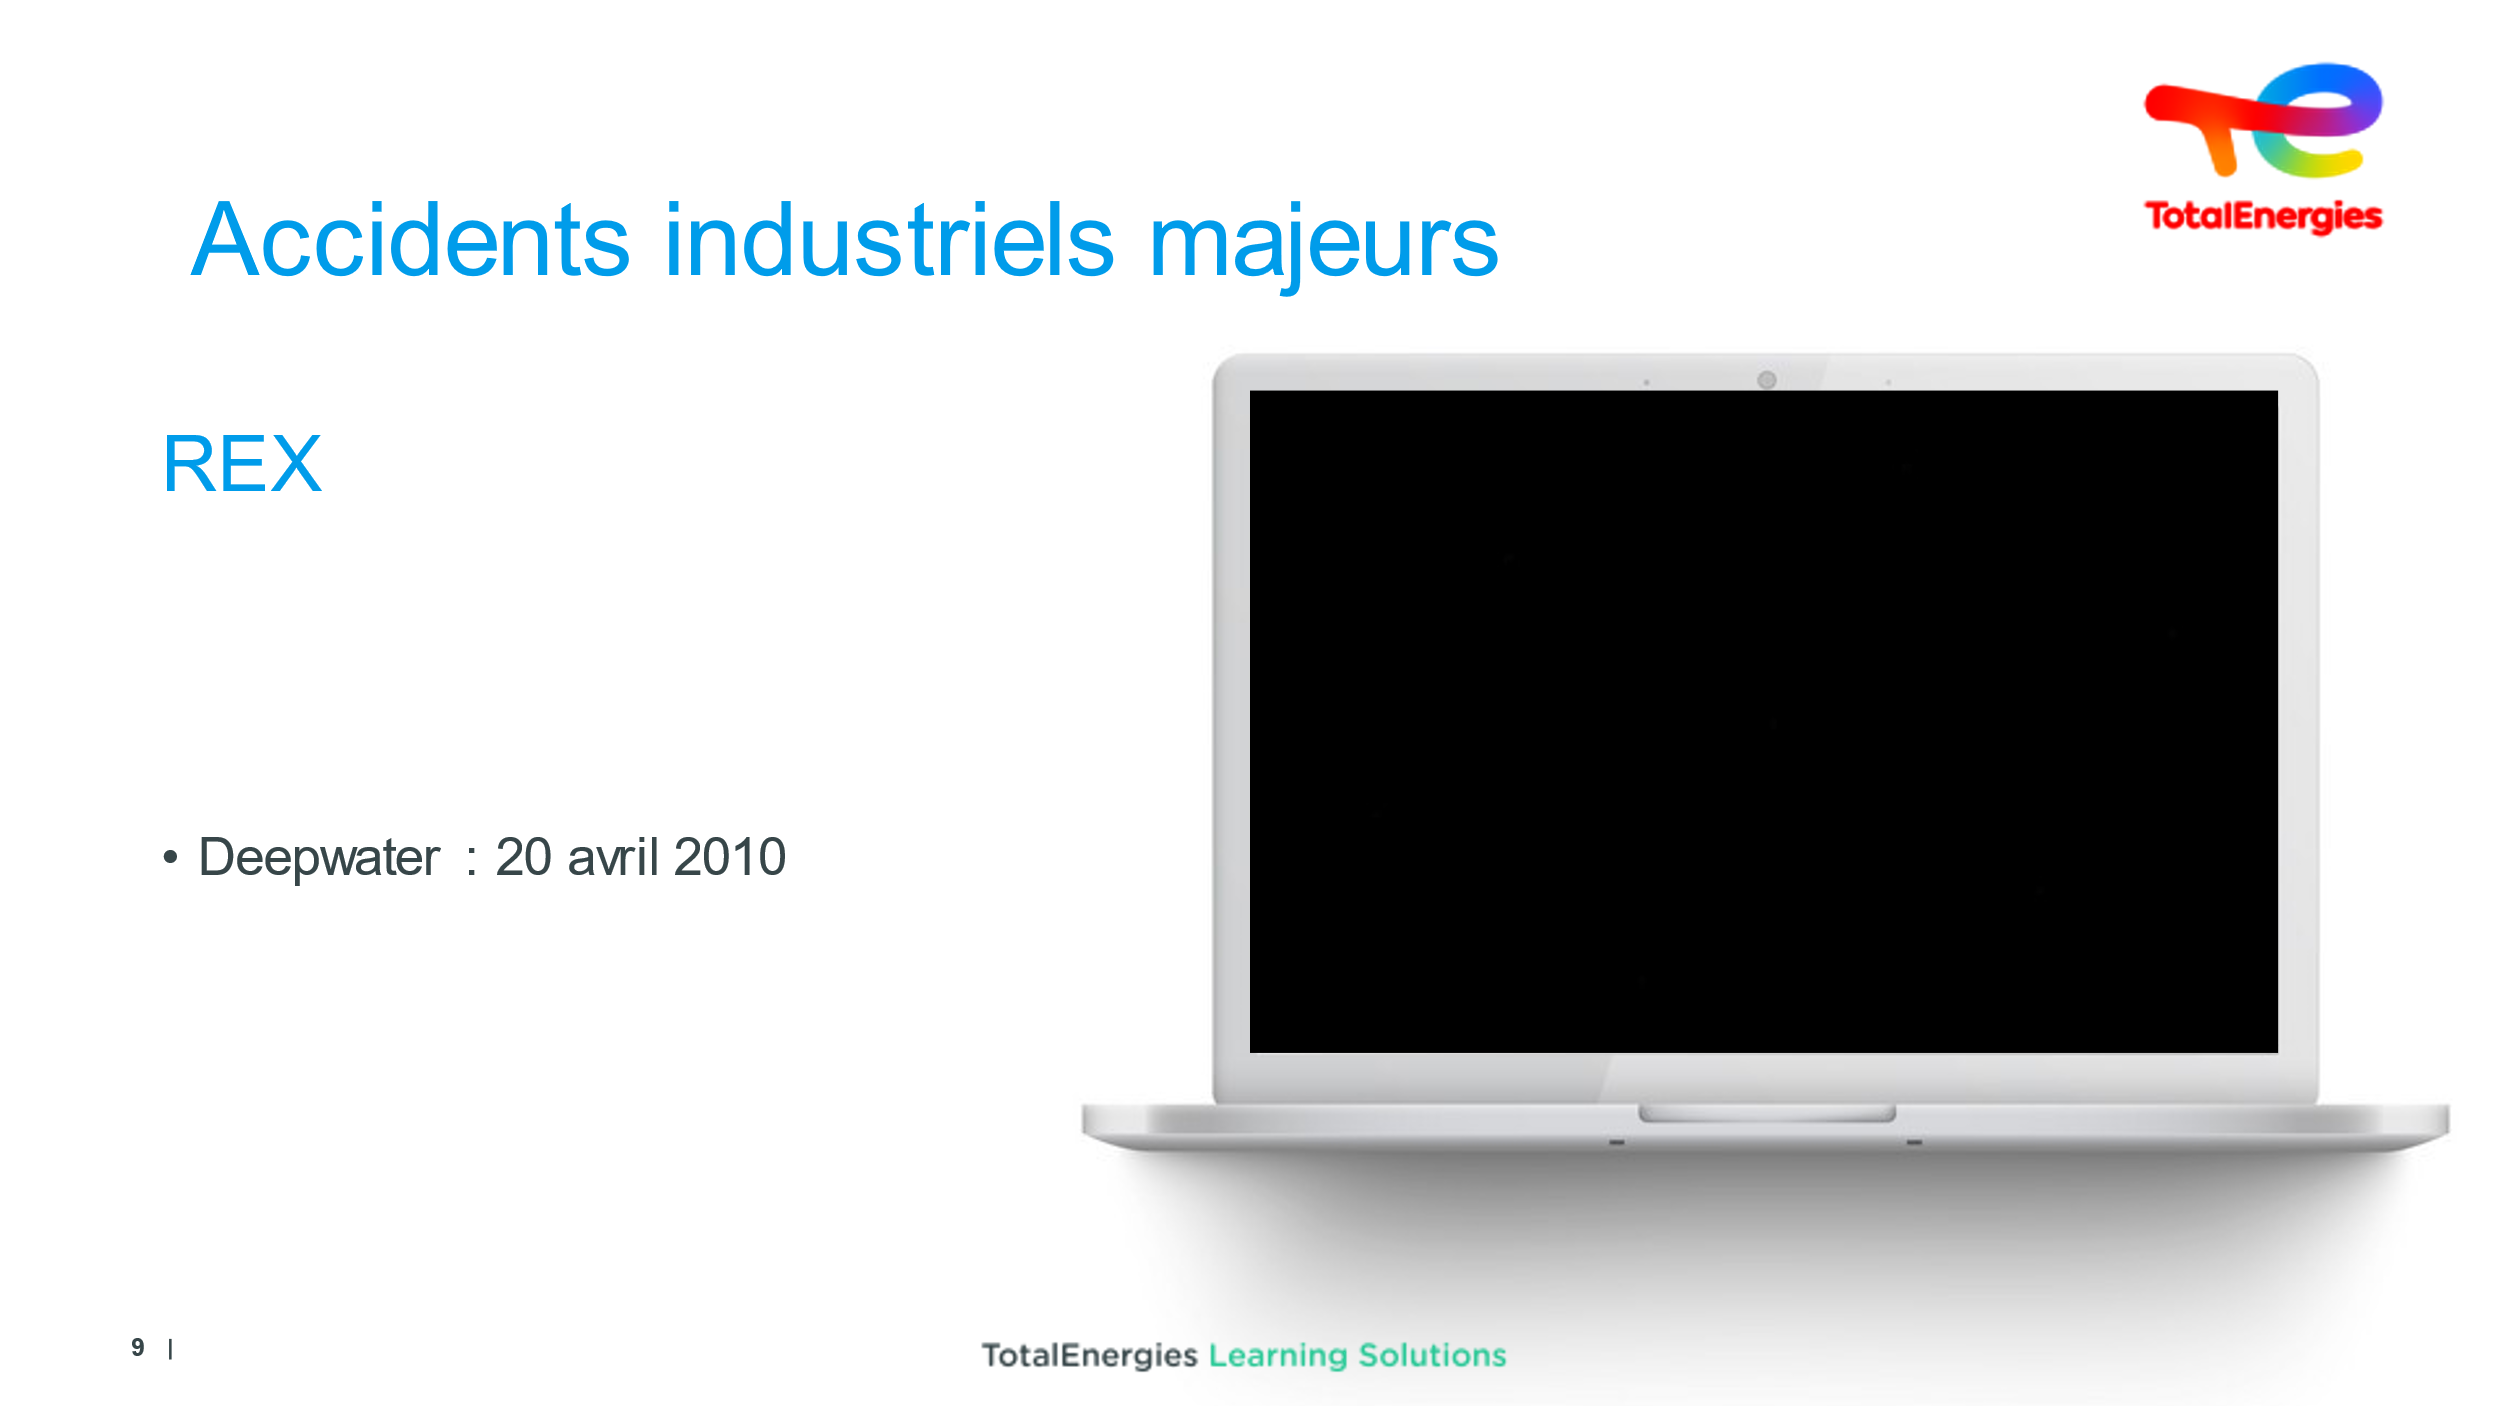 TotalEnergies
Accidents industriels majeurs
REX
• Deepwater : 20 avril 2010
9 |
TotalEnergies Learning Solutions